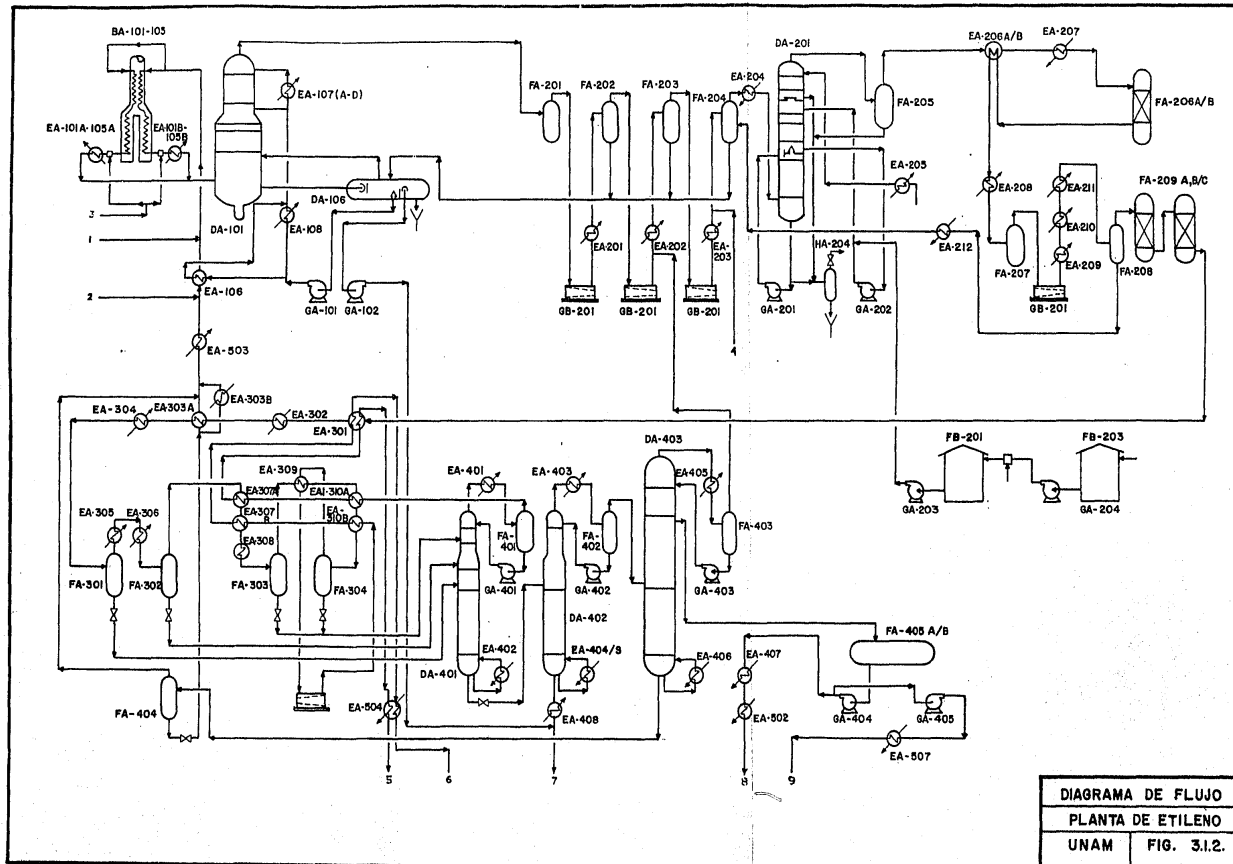 BA-101-105
EA-107(A-D)
EA-101A-105A
EA-101B-
105B
3
1
2
DA-101
DA-106
EA-108
EA-106
GA-101
GA-102
EA-503
FA-201
FA-202
FA-203
EA-204
FA-204
EA-201
EA-202
EA-
203
GB-201
GB-201
GB-201
4
DA-201
FA-205
EA-205
HA-204
GA-201
GA-202
EA-206A/B
M
EA-207
FA-206A/B
EA-208
EA-211
EA-210
EA-209
FA-209 A,B/C
EA-212
FA-207
FA-208
GB-201
EA-304
EA-303A
EA-303B
EA-302
EA-301
EA-309
EA-307A
EA-310A
EA-307
B
EA-
310B
EA-305
EA-306
EA-308
FA-301
FA-302
FA-303
FA-304
FA-404
EA-504
5
6
EA-401
FA-
401
GA-401
EA-402
DA-401
EA-403
FA-
402
GA-402
DA-402
EA-404/S
EA-408
7
DA-403
EA-405
FA-403
GA-403
EA-406
FB-201
FB-203
GA-203
GA-204
FA-405 A/B
EA-407
EA-502
GA-404
GA-405
EA-507
8
9
DIAGRAMA DE FLUJO
PLANTA DE ETILENO
UNAM
FIG. 3.1.2.